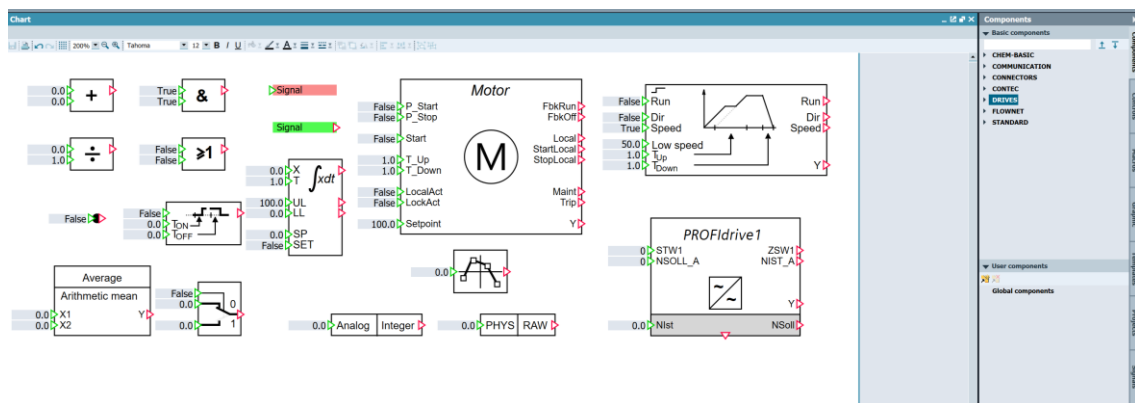 Chart
Components
200%
Tahoma
12
B I U A
Basic components
CHEM-BASIC
COMMUNICATION
CONNECTORS
CONTEC
DRIVES
FLOWNET
STANDARD
0.0 +
0.0
True &
True
Signal
Signal
0.0 ÷
1.0
False ≥1
False
False
False
0.0 TON
0.0 TOFF
0.0 X ∫xdt
1.0 T
100.0 UL
0.0 LL
0.0 SP
False SET
Motor
False P_Start FbkRun
False P_Stop FbkOff
False Start Local
StartLocal
1.0 T_Up StopLocal
1.0 T_Down
False LocalAct Maint
False LockAct Trip
100.0 Setpoint Y
M
False Run Run
False Dir Dir
True Speed Speed
50.0 Low speed
1.0 TUp Y
1.0 TDown
PROFIdrive1
0 STW1 ZSW1
0 NSOLL_A NIST_A
Y
0.0 NIst NSoll
0.0
Average
Arithmetic mean
0.0 X1 Y
0.0 X2
False
0.0 0
0.0 1
0.0 Analog Integer
0.0 PHYS RAW
User components
Global components
Components
Controls
Macros
Graphic
Templates
Projects
Signals